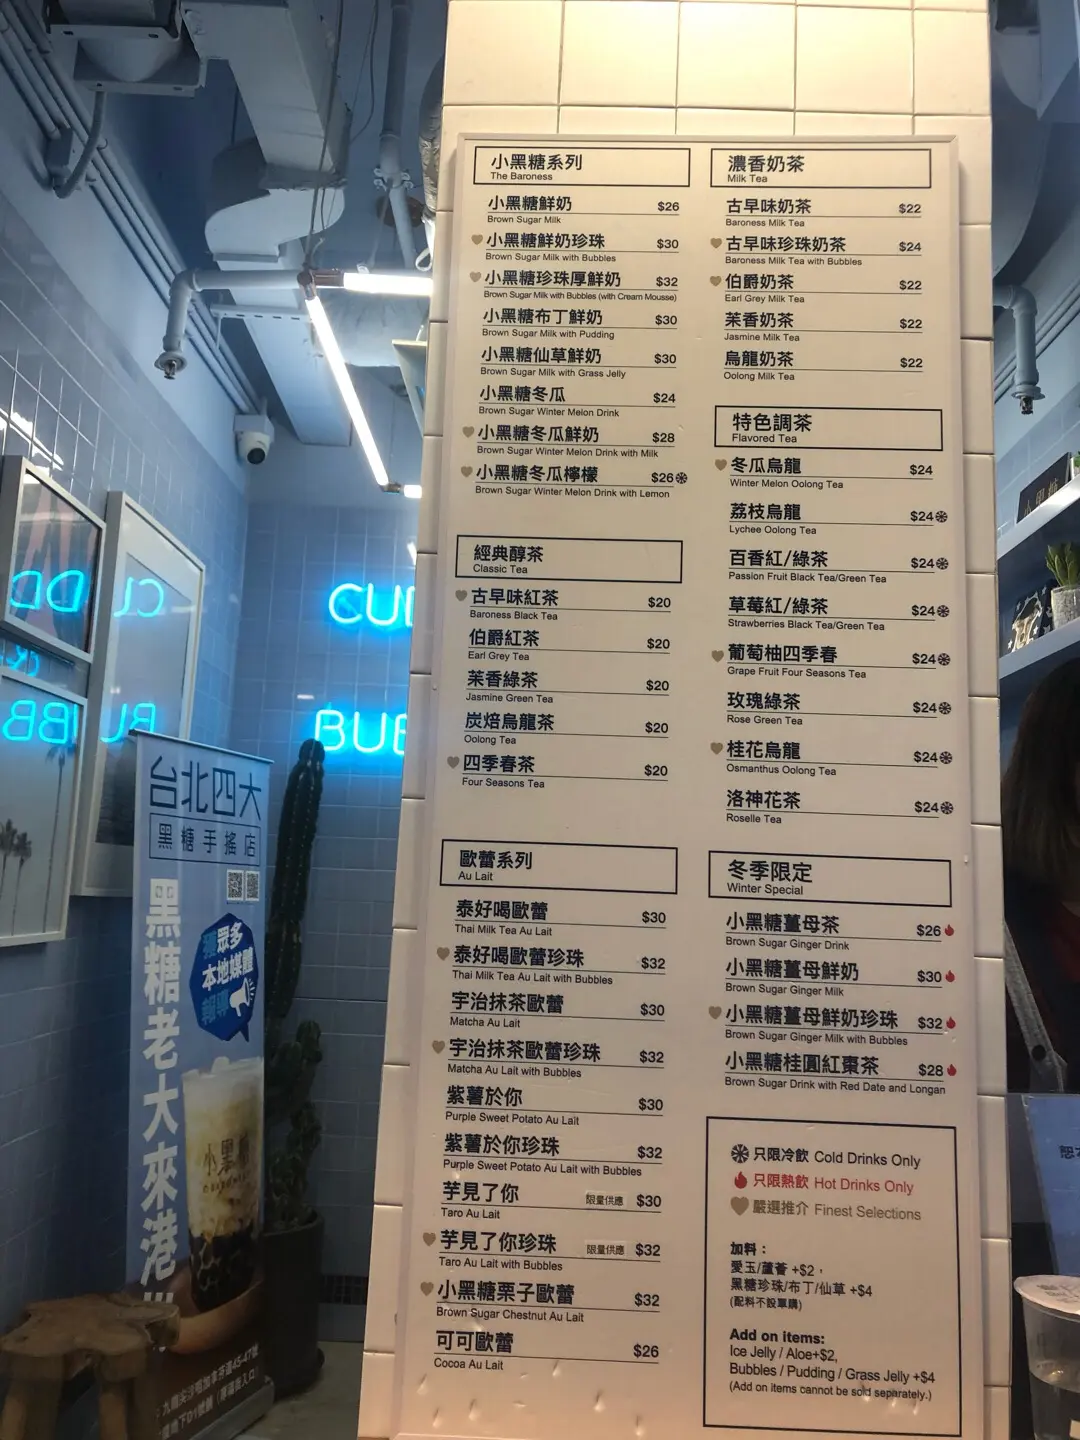 小黑糖系列
The Baroness
小黑糖鮮奶 $26
Brown Sugar Milk
小黑糖鮮奶珍珠 $30
Brown Sugar Milk with Bubbles
小黑糖珍珠厚鮮奶 $32
Brown Sugar Milk with Bubbles (with Cream Mousse)
小黑糖布丁鮮奶 $30
Brown Sugar Milk with Pudding
小黑糖仙草鮮奶 $30
Brown Sugar Milk with Grass Jelly
小黑糖冬瓜 $24
Brown Sugar Winter Melon Drink
小黑糖冬瓜鮮奶 $28
Brown Sugar Winter Melon Drink with Milk
小黑糖冬瓜檸檬 $26
Brown Sugar Winter Melon Drink with Lemon
經典醇茶
Classic Tea
古早味紅茶 $20
Baroness Black Tea
伯爵紅茶 $20
Earl Grey Tea
茉香綠茶 $20
Jasmine Green Tea
炭焙烏龍茶 $20
Oolong Tea
四季春茶 $20
Four Seasons Tea
歐蕾系列
Au Lait
泰好喝歐蕾 $30
Thai Milk Tea Au Lait
泰好喝歐蕾珍珠 $32
Thai Milk Tea Au Lait with Bubbles
宇治抹茶歐蕾 $30
Matcha Au Lait
宇治抹茶歐蕾珍珠 $32
Matcha Au Lait with Bubbles
紫薯於你 $30
Purple Sweet Potato Au Lait
紫薯於你珍珠 $32
Purple Sweet Potato Au Lait with Bubbles
芋見了你 限量供應 $30
Taro Au Lait
芋見了你珍珠 限量供應 $32
Taro Au Lait with Bubbles
小黑糖栗子歐蕾 $32
Brown Sugar Chestnut Au Lait
可可歐蕾 $26
Cocoa Au Lait
濃香奶茶
Milk Tea
古早味奶茶 $22
Baroness Milk Tea
古早味珍珠奶茶 $24
Baroness Milk Tea with Bubbles
伯爵奶茶 $22
Earl Grey Milk Tea
茉香奶茶 $22
Jasmine Milk Tea
烏龍奶茶 $22
Oolong Milk Tea
特色調茶
Flavored Tea
冬瓜烏龍 $24
Winter Melon Oolong Tea
荔枝烏龍 $24
Lychee Oolong Tea
百香紅/綠茶 $24
Passion Fruit Black Tea/Green Tea
草莓紅/綠茶 $24
Strawberries Black Tea/Green Tea
葡萄柚四季春 $24
Grape Fruit Four Seasons Tea
玫瑰綠茶 $24
Rose Green Tea
桂花烏龍 $24
Osmanthus Oolong Tea
洛神花茶 $24
Roselle Tea
冬季限定
Winter Special
小黑糖薑母茶 $26
Brown Sugar Ginger Drink
小黑糖薑母鮮奶 $30
Brown Sugar Ginger Milk
小黑糖薑母鮮奶珍珠 $32
Brown Sugar Ginger Milk with Bubbles
小黑糖桂圓紅棗茶 $28
Brown Sugar Drink with Red Date and Longan
只限冷飲 Cold Drinks Only
只限熱飲 Hot Drinks Only
嚴選推介 Finest Selections
加料：
愛玉/蘆薈 +$2，
黑糖珍珠/布丁/仙草 +$4
(配料不設單購)
Add on items:
Ice Jelly / Aloe+$2,
Bubbles / Pudding / Grass Jelly +$4
(Add on items cannot be sold separately.)
台北四大
黑糖手搖店
黑糖老大來港
眾多
本地媒體
報導
小黑糖
CUD
BUB